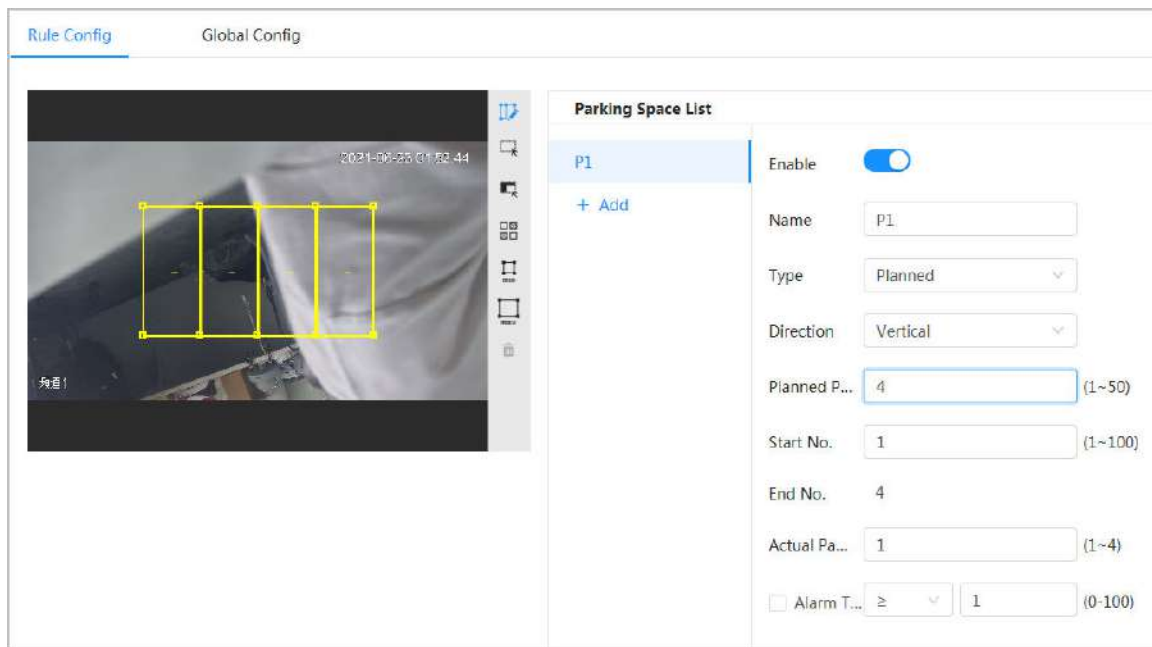 Rule Config
Global Config
Parking Space List
P1
+ Add
Enable
Name
P1
Type
Planned
Direction
Vertical
Planned P...
4
(1~50)
Start No.
1
(1~100)
End No.
4
Actual Pa...
1
(1~4)
Alarm T...
≥
1
(0-100)